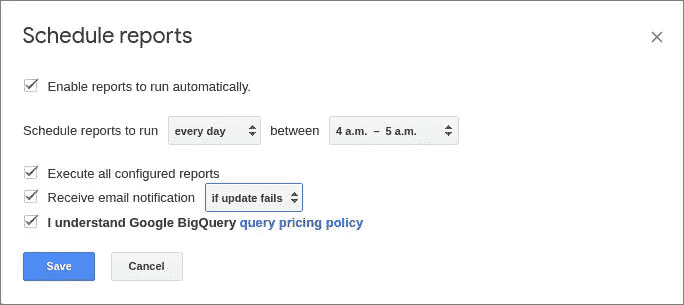 Schedule reports
Enable reports to run automatically.
Schedule reports to run every day between 4 a.m. – 5 a.m.
Execute all configured reports
Receive email notification if update fails
I understand Google BigQuery query pricing policy
Save Cancel